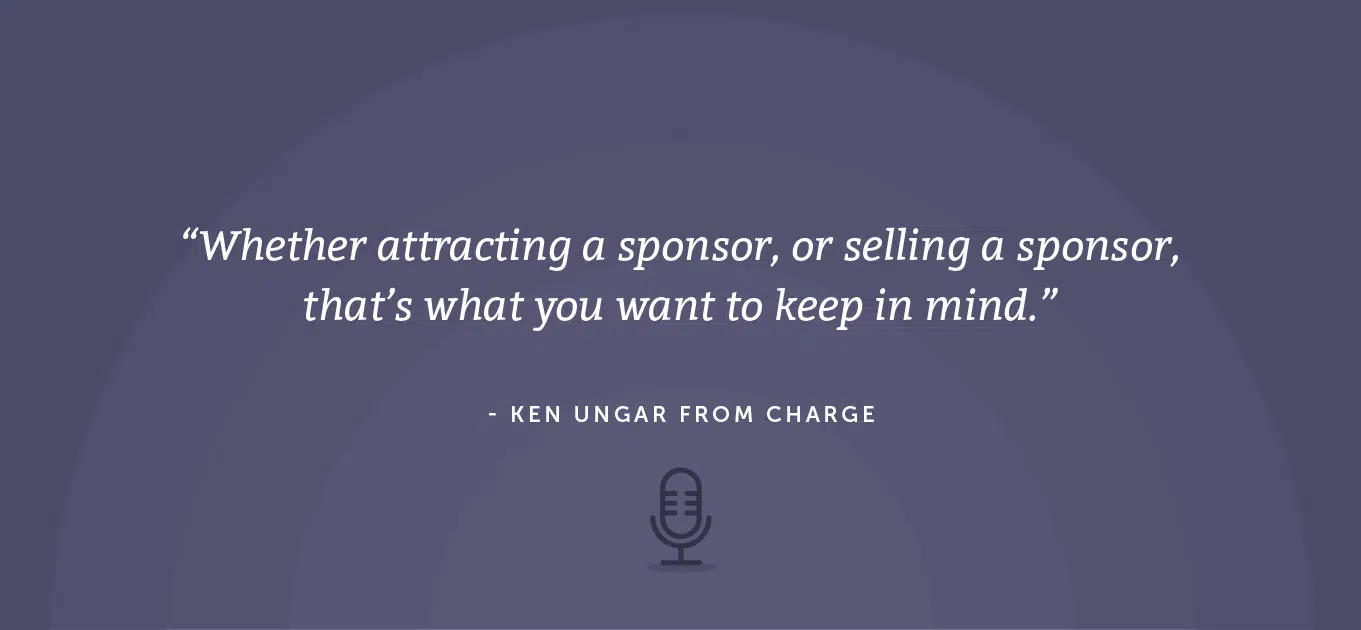 “Whether attracting a sponsor, or selling a sponsor,
that’s what you want to keep in mind.”
- KEN UNGAR FROM CHARGE